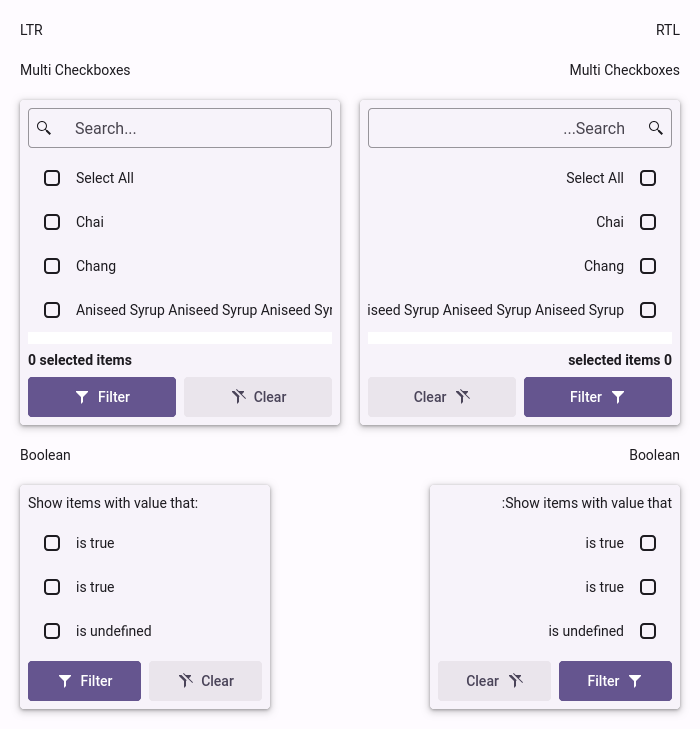 LTR
RTL
Multi Checkboxes
Multi Checkboxes
Search...
Select All
Chai
Chang
Aniseed Syrup Aniseed Syrup Aniseed Syr
0 selected items
Filter
Clear
...Search
Select All
Chai
Chang
iseed Syrup Aniseed Syrup Aniseed Syrup
selected items 0
Clear
Filter
Boolean
Boolean
Show items with value that:
is true
is true
is undefined
Filter
Clear
:Show items with value that
is true
is true
is undefined
Clear
Filter